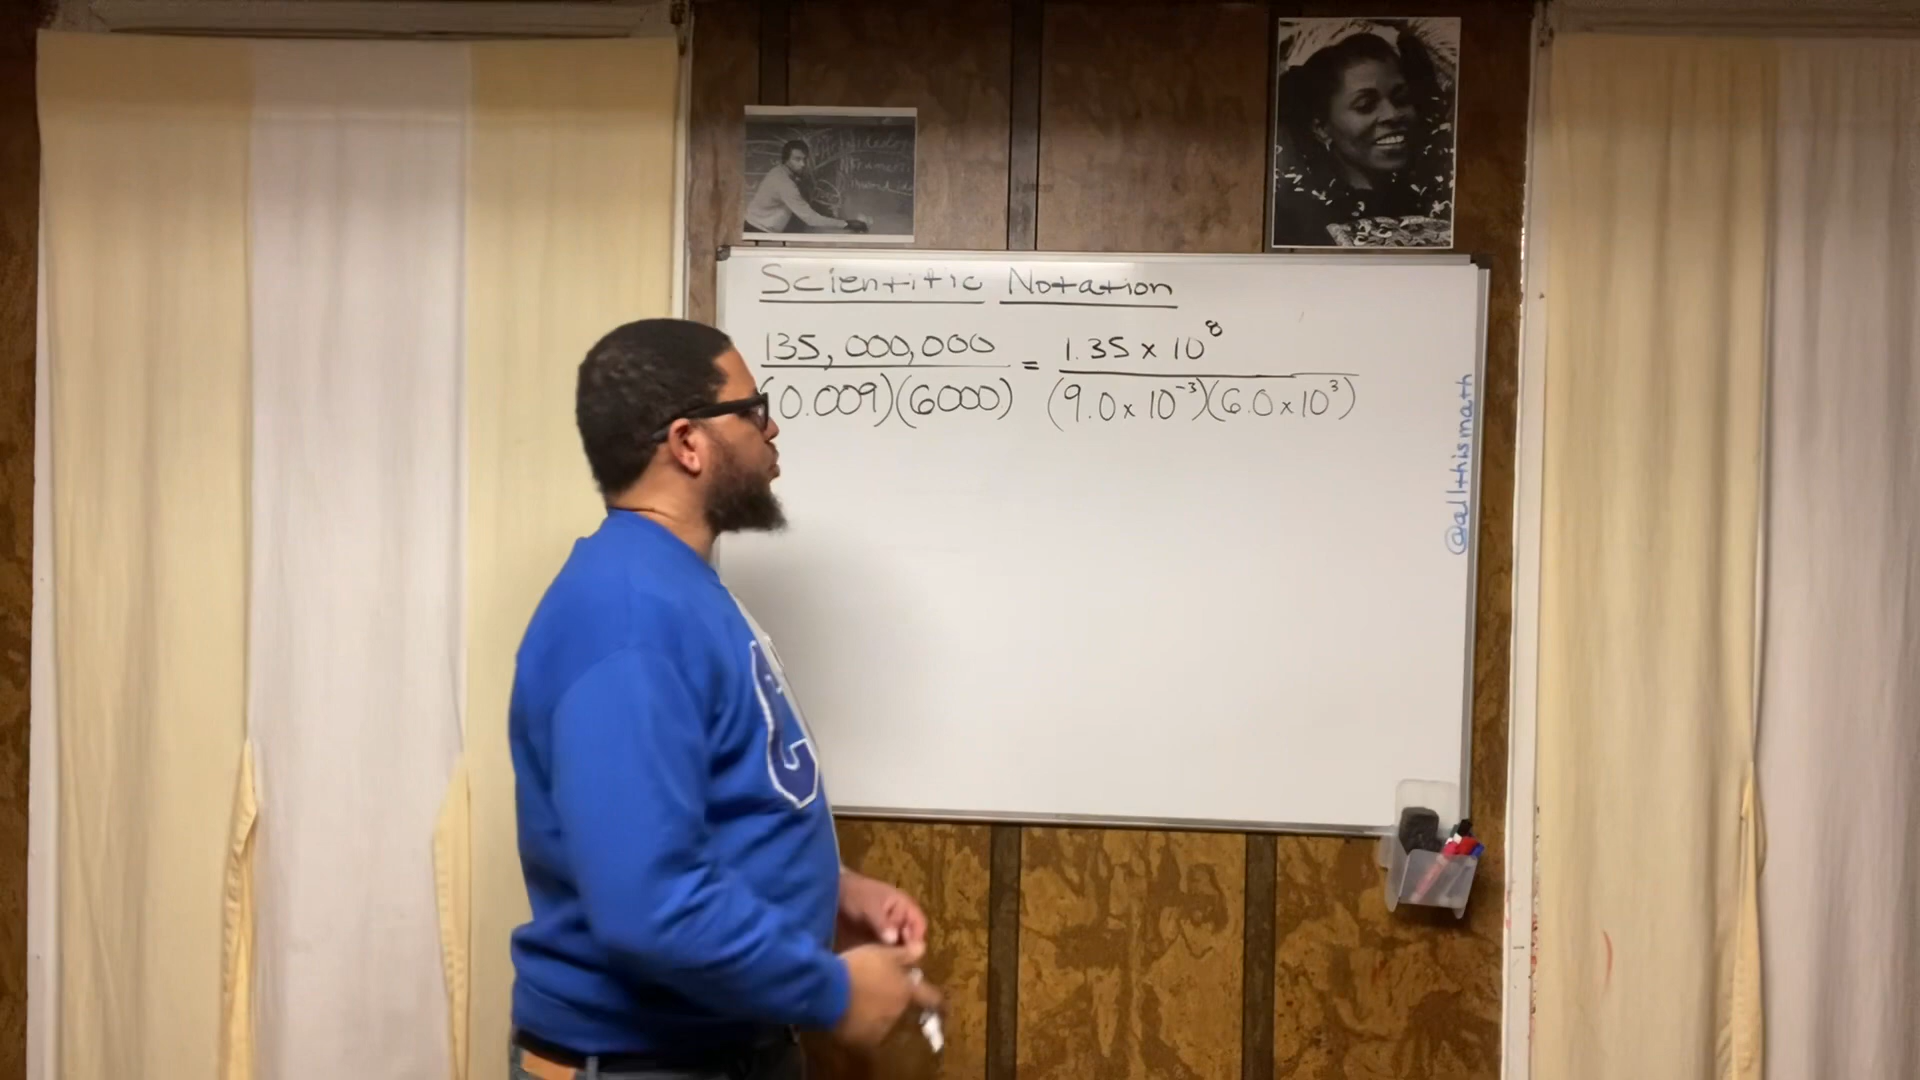 Scientific Notation
135,000,000 / (0.009)(6000) = 1.35 x 10^8 / (9.0 x 10^-3)(6.0 x 10^3)
@allthismath